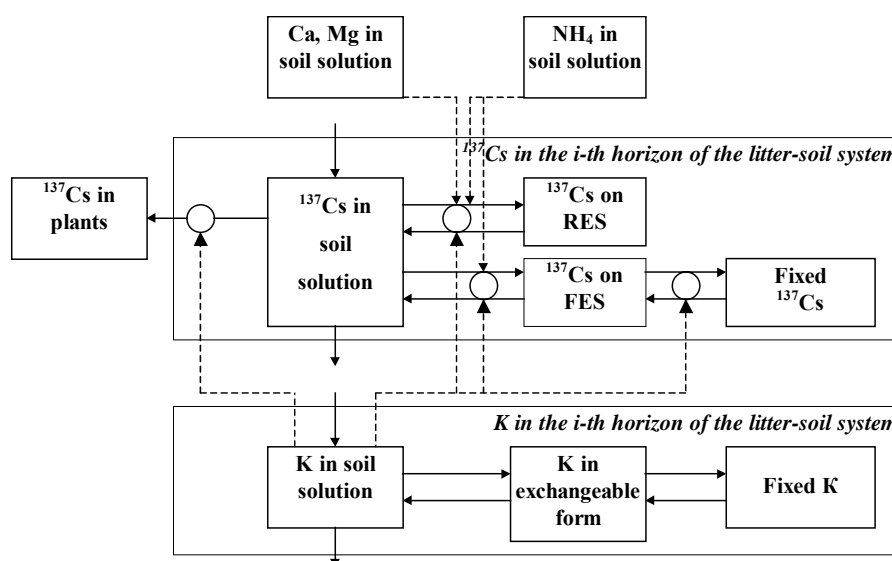 Ca, Mg in
soil solution
NH₄ in
soil solution
¹³⁷Cs in the i-th horizon of the litter-soil system
¹³⁷Cs in
plants
¹³⁷Cs in
soil
solution
¹³⁷Cs on
RES
¹³⁷Cs on
FES
Fixed
¹³⁷Cs
K in the i-th horizon of the litter-soil system
K in soil
solution
K in
exchangeable
form
Fixed K